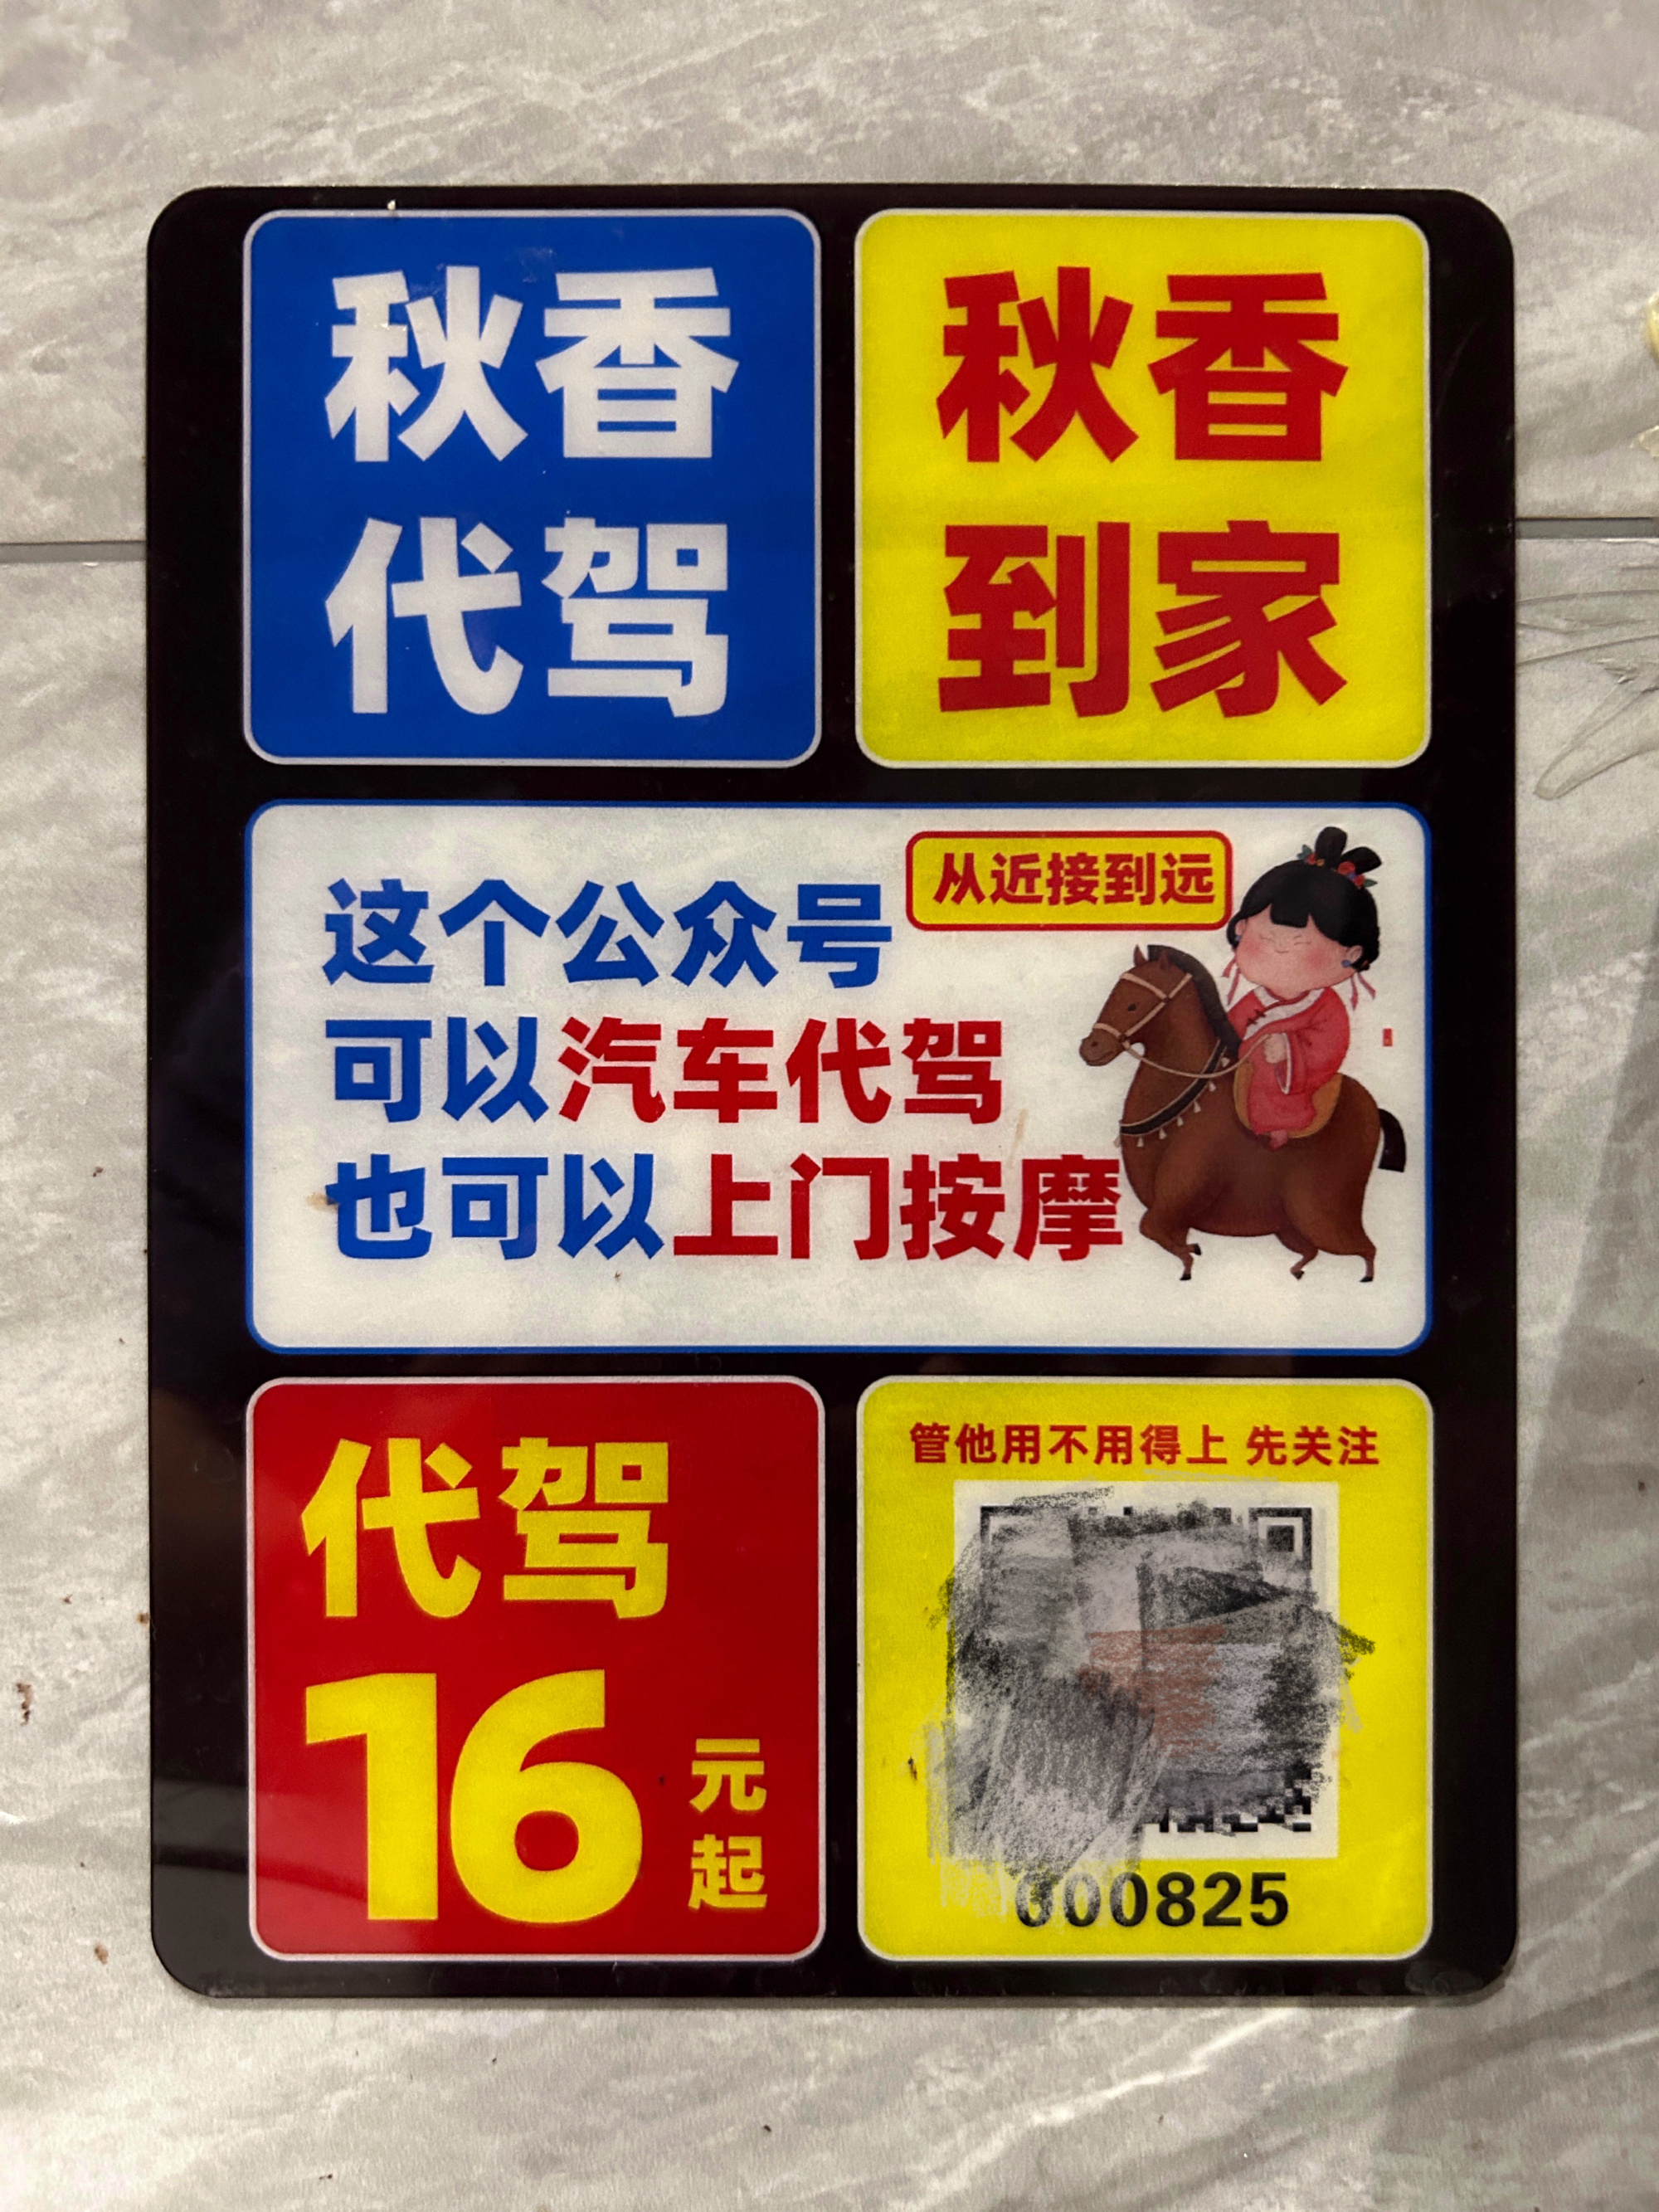 秋香
代驾
秋香
到家
从近接到远
这个公众号
可以汽车代驾
也可以上门按摩
代驾
16元起
管他用不用得上 先关注
000825